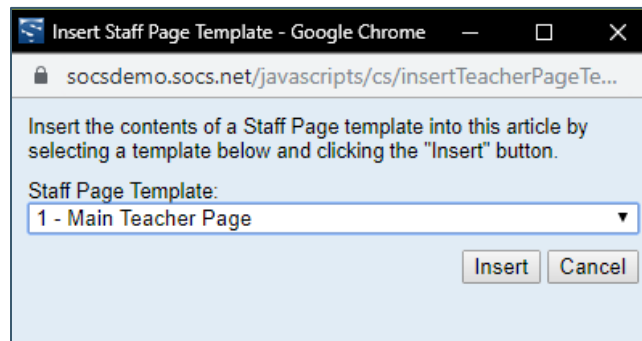 Insert Staff Page Template - Google Chrome
socsdemo.socs.net/javascripts/cs/insertTeacherPageTe...
Insert the contents of a Staff Page template into this article by
selecting a template below and clicking the "Insert" button.
Staff Page Template:
1 - Main Teacher Page
Insert Cancel